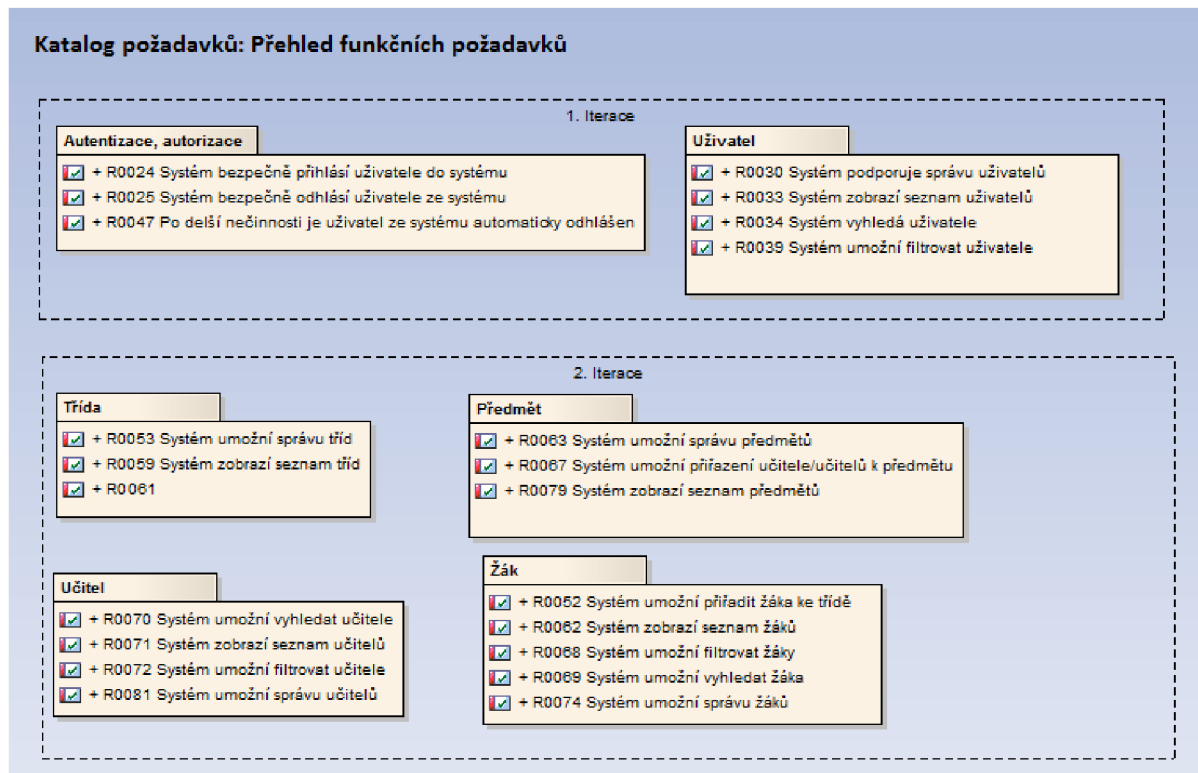 Katalog požadavků: Přehled funkčních požadavků
1. Iterace
Autentizace, autorizace
+ R0024 Systém bezpečně přihlásí uživatele do systému
+ R0025 Systém bezpečně odhlásí uživatele ze systému
+ R0047 Po delší nečinnosti je uživatel ze systému automaticky odhlášen
Uživatel
+ R0030 Systém podporuje správu uživatelů
+ R0033 Systém zobrazí seznam uživatelů
+ R0034 Systém vyhledá uživatele
+ R0039 Systém umožní filtrovat uživatele
2. Iterace
Třída
+ R0053 Systém umožní správu tříd
+ R0059 Systém zobrazí seznam tříd
+ R0061
Předmět
+ R0063 Systém umožní správu předmětů
+ R0067 Systém umožní přiřazení učitele/učitelů k předmětu
+ R0079 Systém zobrazí seznam předmětů
Učitel
+ R0070 Systém umožní vyhledat učitele
+ R0071 Systém zobrazí seznam učitelů
+ R0072 Systém umožní filtrovat učitele
+ R0081 Systém umožní správu učitelů
Žák
+ R0052 Systém umožní přiřadit žáka ke třídě
+ R0062 Systém zobrazí seznam žáků
+ R0068 Systém umožní filtrovat žáky
+ R0069 Systém umožní vyhledat žáka
+ R0074 Systém umožní správu žáků